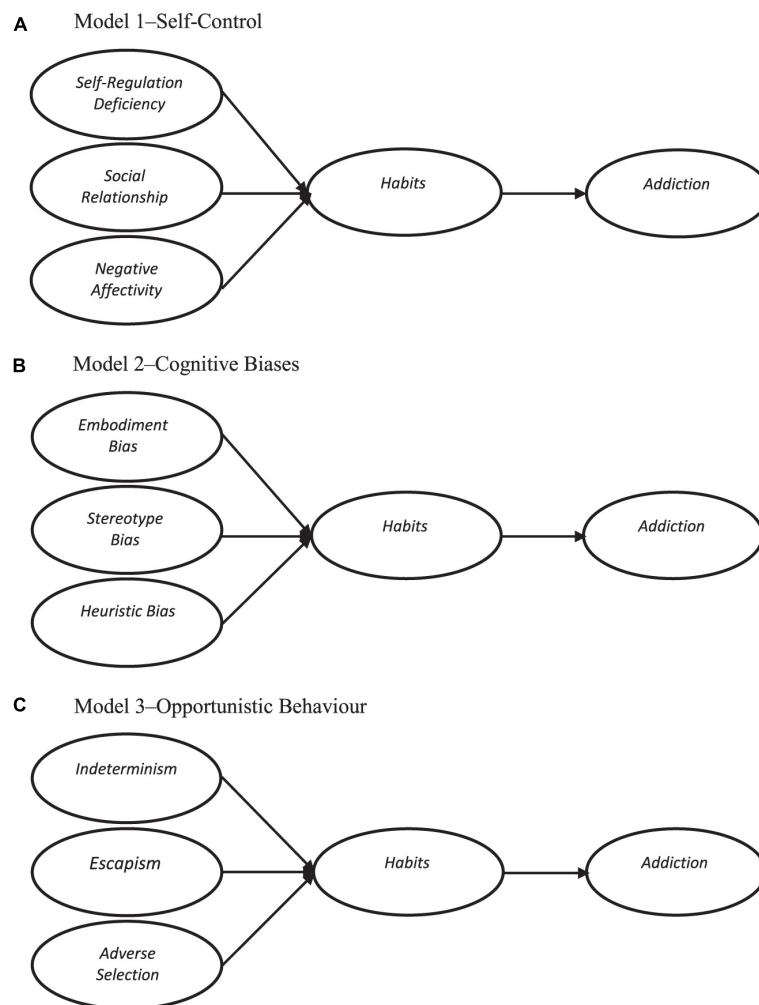 A Model 1–Self-Control
Self-Regulation
Deficiency
Social
Relationship
Negative
Affectivity
Habits
Addiction
B Model 2–Cognitive Biases
Embodiment
Bias
Stereotype
Bias
Heuristic Bias
Habits
Addiction
C Model 3–Opportunistic Behaviour
Indeterminism
Escapism
Adverse
Selection
Habits
Addiction